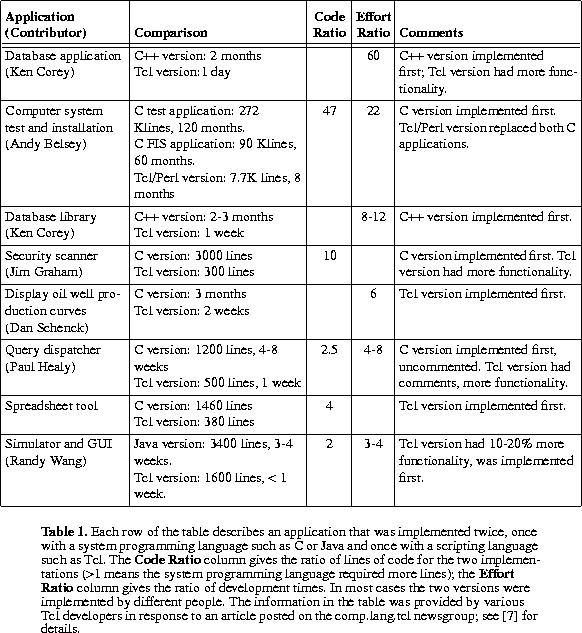 Application
(Contributor)
Comparison
Code
Ratio
Effort
Ratio
Comments
Database application
(Ken Corey)
C++ version: 2 months
Tcl version: 1 day
60
C++ version implemented
first; Tcl version had more func-
tionality.
Computer system
test and installation
(Andy Belsey)
C test application: 272
Klines, 120 months.
C FIS application: 90 Klines,
60 months.
Tcl/Perl version: 7.7K lines, 8
months
47
22
C version implemented first.
Tcl/Perl version replaced both C
applications.
Database library
(Ken Corey)
C++ version: 2-3 months
Tcl version: 1 week
8-12
C++ version implemented first.
Security scanner
(Jim Graham)
C version: 3000 lines
Tcl version: 300 lines
10
C version implemented first. Tcl
version had more functionality.
Display oil well pro-
duction curves
(Dan Schenck)
C version: 3 months
Tcl version: 2 weeks
6
Tcl version implemented first.
Query dispatcher
(Paul Healy)
C version: 1200 lines, 4-8
weeks
Tcl version: 500 lines, 1 week
2.5
4-8
C version implemented first,
uncommented. Tcl version had
comments, more functionality.
Spreadsheet tool
C version: 1460 lines
Tcl version: 380 lines
4
Tcl version implemented first.
Simulator and GUI
(Randy Wang)
Java version: 3400 lines, 3-4
weeks.
Tcl version: 1600 lines, < 1
week.
2
3-4
Tcl version had 10-20% more
functionality, was implemented
first.
Table 1. Each row of the table describes an application that was implemented twice, once
with a system programming language such as C or Java and once with a scripting language
such as Tcl. The Code Ratio column gives the ratio of lines of code for the two implemen-
tations (>1 means the system programming language required more lines); the Effort
Ratio column gives the ratio of development times. In most cases the two versions were
implemented by different people. The information in the table was provided by various
Tcl developers in response to an article posted on the comp.lang.tcl newsgroup; see [7] for
details.